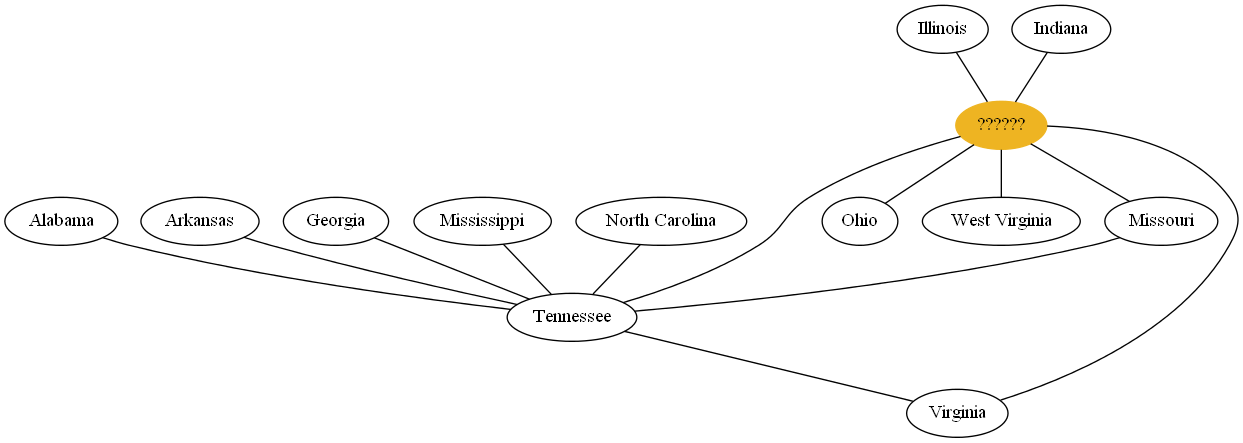 Illinois
Indiana
??????
Alabama
Arkansas
Georgia
Mississippi
North Carolina
Ohio
West Virginia
Missouri
Tennessee
Virginia